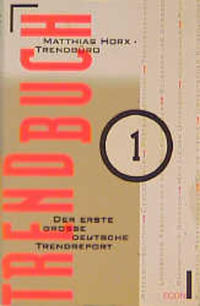 TRENDBUCH
MATTHIAS HORX ·
TRENDBÜRO
1
DER ERSTE
GROSSE
DEUTSCHE
TRENDREPORT
ECON